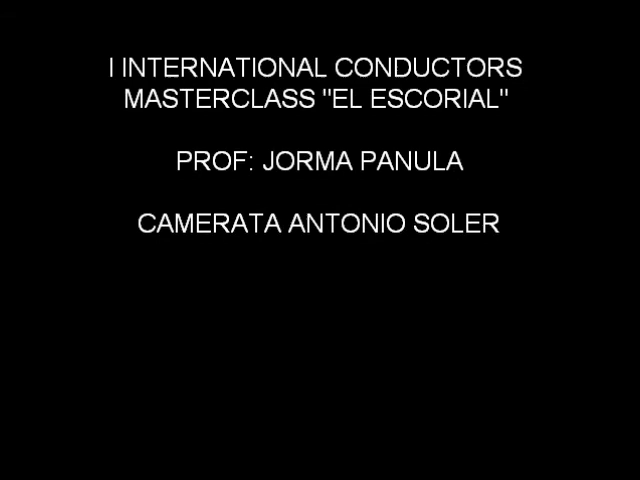 I INTERNATIONAL CONDUCTORS
MASTERCLASS "EL ESCORIAL"
PROF: JORMA PANULA
CAMERATA ANTONIO SOLER